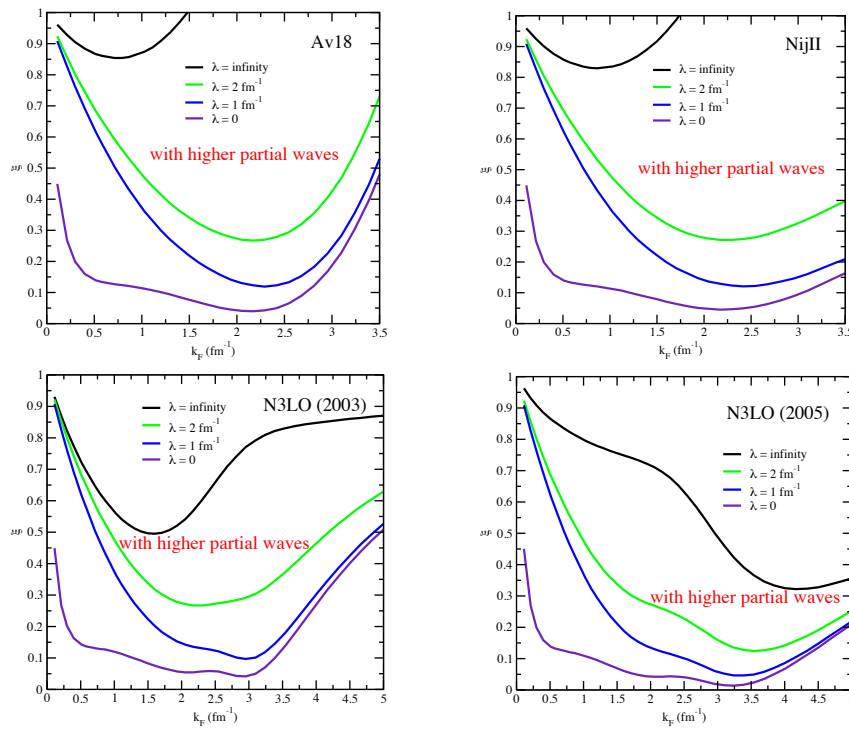 Av18
λ = infinity
λ = 2 fm⁻¹
λ = 1 fm⁻¹
λ = 0
with higher partial waves
ξ
1
0.9
0.8
0.7
0.6
0.5
0.4
0.3
0.2
0.1
0
0 0.5 1 1.5 2 2.5 3 3.5
k_F (fm⁻¹)
NijII
λ = infinity
λ = 2 fm⁻¹
λ = 1 fm⁻¹
λ = 0
with higher partial waves
ξ
1
0.9
0.8
0.7
0.6
0.5
0.4
0.3
0.2
0.1
0
0 0.5 1 1.5 2 2.5 3 3.5
k_F (fm⁻¹)
N3LO (2003)
λ = infinity
λ = 2 fm⁻¹
λ = 1 fm⁻¹
λ = 0
with higher partial waves
ξ
1
0.9
0.8
0.7
0.6
0.5
0.4
0.3
0.2
0.1
0
0 0.5 1 1.5 2 2.5 3 3.5 4 4.5 5
k_F (fm⁻¹)
N3LO (2005)
λ = infinity
λ = 2 fm⁻¹
λ = 1 fm⁻¹
λ = 0
with higher partial waves
ξ
1
0.9
0.8
0.7
0.6
0.5
0.4
0.3
0.2
0.1
0
0 0.5 1 1.5 2 2.5 3 3.5 4 4.5 5
k_F (fm⁻¹)